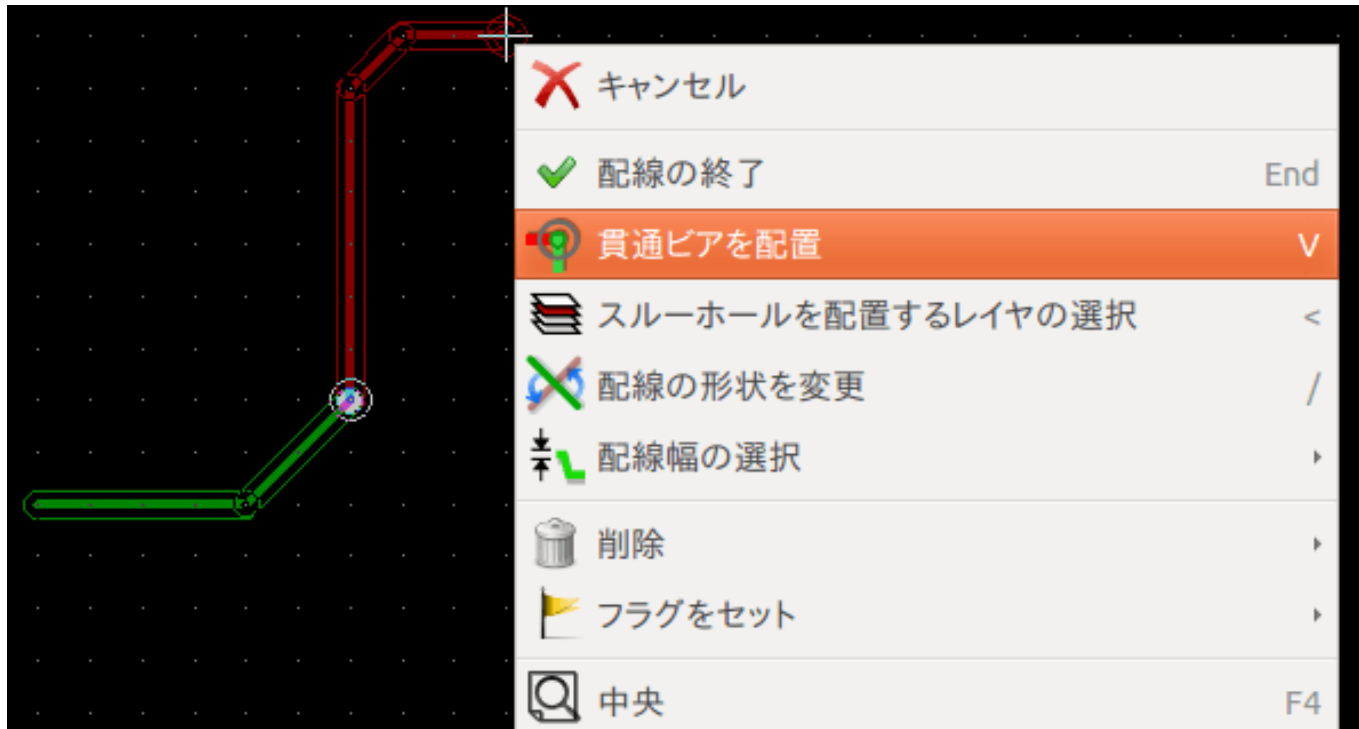 キャンセル
配線の終了 End
貫通ビアを配置 V
スルーホールを配置するレイヤの選択 <
配線の形状を変更 /
配線幅の選択
削除
フラグをセット
中央 F4